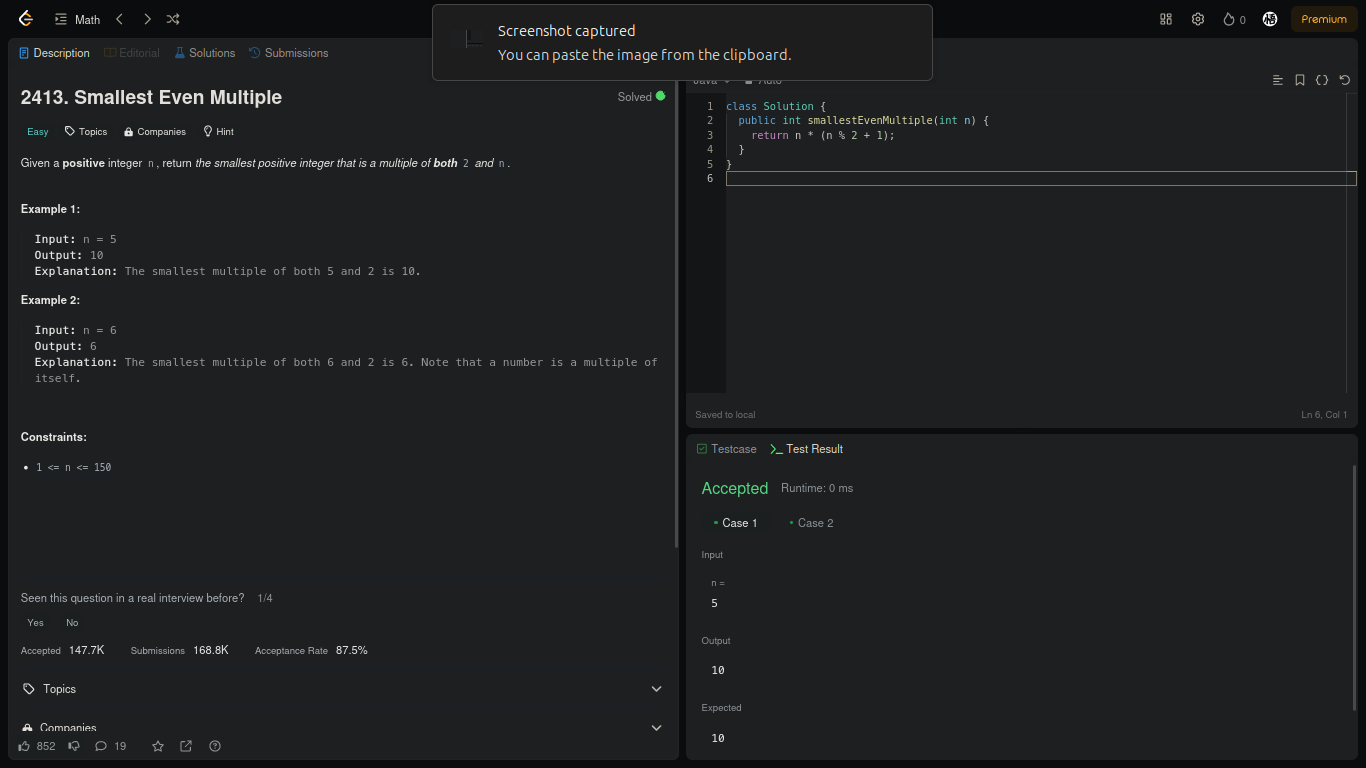 Math
0
Premium
Screenshot captured
You can paste the image from the clipboard.
Description
Editorial
Solutions
Submissions
2413. Smallest Even Multiple
Solved
Easy
Topics
Companies
Hint
Given a positive integer n, return the smallest positive integer that is a multiple of both 2 and n.
Example 1:
Input: n = 5
Output: 10
Explanation: The smallest multiple of both 5 and 2 is 10.
Example 2:
Input: n = 6
Output: 6
Explanation: The smallest multiple of both 6 and 2 is 6. Note that a number is a multiple of
itself.
Constraints:
• 1 <= n <= 150
Seen this question in a real interview before? 1/4
Yes No
Accepted 147.7K Submissions 168.8K Acceptance Rate 87.5%
Topics
Companies
852
19
Java
Auto
1 class Solution {
2 public int smallestEvenMultiple(int n) {
3 return n * (n % 2 + 1);
4 }
5 }
6
Saved to local
Ln 6, Col 1
Testcase
Test Result
Accepted Runtime: 0 ms
• Case 1 • Case 2
Input
n =
5
Output
10
Expected
10